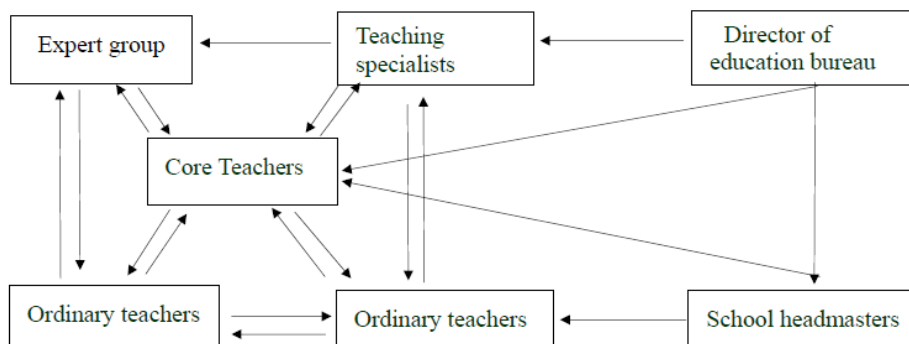 Expert group
Teaching
specialists
Director of
education bureau
Core Teachers
Ordinary teachers
Ordinary teachers
School headmasters